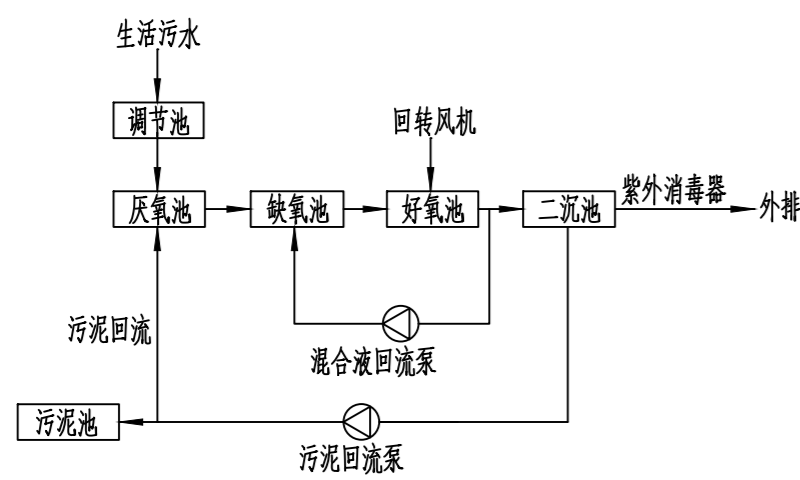 生活污水
调节池
回转风机
厌氧池
缺氧池
好氧池
二沉池
紫外消毒器
外排
污泥回流
混合液回流泵
污泥池
污泥回流泵